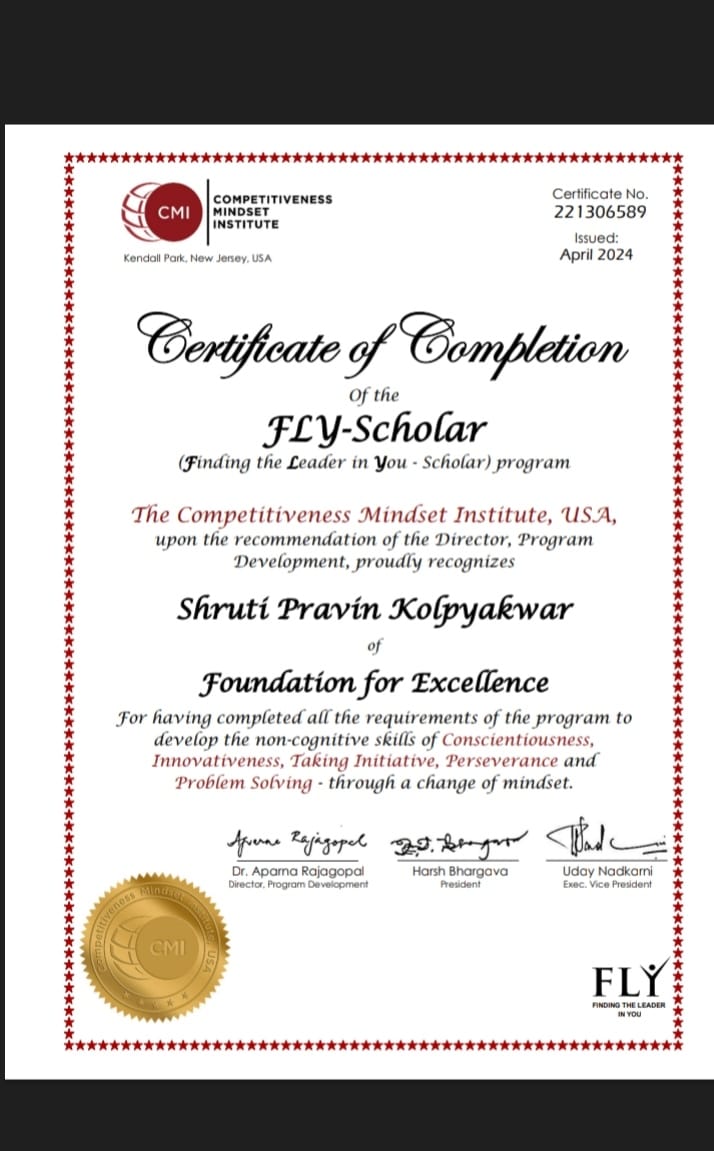 CMI
COMPETITIVENESS
MINDSET
INSTITUTE
Kendall Park, New Jersey, USA
Certificate No.
221306589
Issued:
April 2024
Certificate of Completion
Of the
FLY-Scholar
(Finding the Leader in You - Scholar) program
The Competitiveness Mindset Institute, USA,
upon the recommendation of the Director, Program
Development, proudly recognizes
Shruti Pravin Kolpyakwar
of
Foundation for Excellence
For having completed all the requirements of the program to
develop the non-cognitive skills of Conscientiousness,
Innovativeness, Taking Initiative, Perseverance and
Problem Solving - through a change of mindset.
Aparna Rajagopal
Dr. Aparna Rajagopal
Director, Program Development
Harsh Bhargava
President
Uday Nadkarni
Exec. Vice President
Competitiveness Mindset Institute, USA
CMI
FLY
FINDING THE LEADER
IN YOU